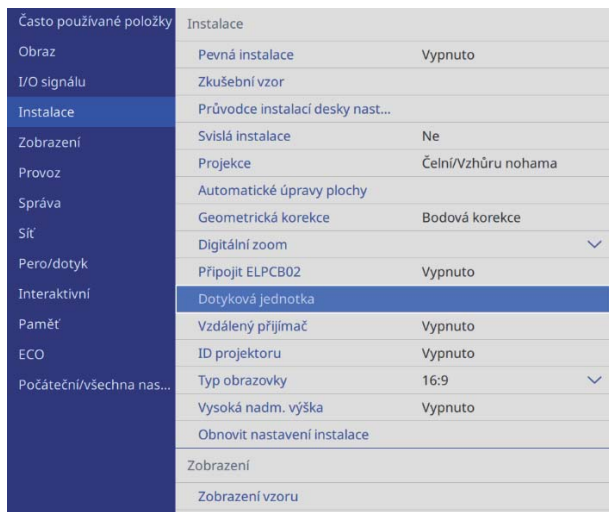 Často používané položky
Obraz
I/O signálu
Instalace
Zobrazení
Provoz
Správa
Síť
Pero/dotyk
Interaktivní
Paměť
ECO
Počáteční/všechna nas...
Instalace
Pevná instalace Vypnuto
Zkušební vzor
Průvodce instalací desky nast...
Svislá instalace Ne
Projekce Čelní/Vzhůru nohama
Automatické úpravy plochy
Geometrická korekce Bodová korekce
Digitální zoom
Připojit ELPCB02 Vypnuto
Dotyková jednotka
Vzdálený přijímač Vypnuto
ID projektoru Vypnuto
Typ obrazovky 16:9
Vysoká nadm. výška Vypnuto
Obnovit nastavení instalace
Zobrazení
Zobrazení vzoru